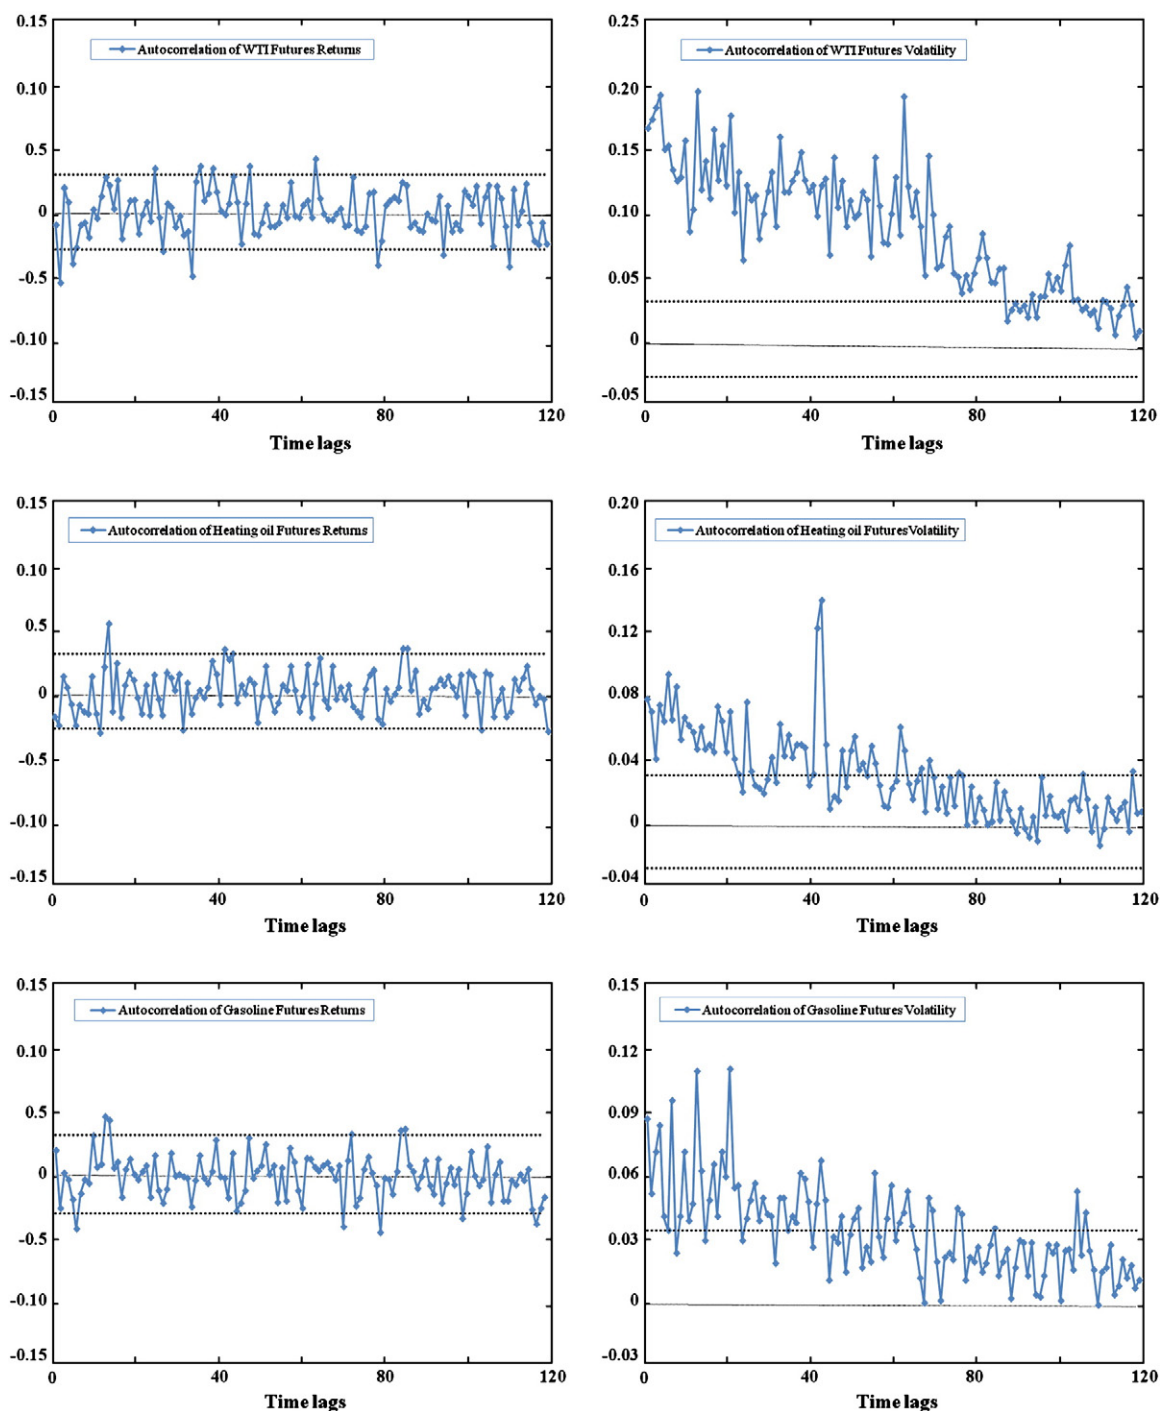 0.15
Autocorrelation of WTI Futures Returns
0.10
0.5
0
-0.5
-0.10
-0.15
0 40 80 120
Time lags
0.25
Autocorrelation of WTI Futures Volatility
0.20
0.15
0.10
0.05
0
-0.05
0 40 80 120
Time lags
0.15
Autocorrelation of Heating oil Futures Returns
0.10
0.5
0
-0.5
-0.10
-0.15
0 40 80 120
Time lags
0.20
Autocorrelation of Heating oil Futures Volatility
0.16
0.12
0.08
0.04
0
-0.04
0 40 80 120
Time lags
0.15
Autocorrelation of Gasoline Futures Returns
0.10
0.5
0
-0.5
-0.10
-0.15
0 40 80 120
Time lags
0.15
Autocorrelation of Gasoline Futures Volatility
0.12
0.09
0.06
0.03
0
-0.03
0 40 80 120
Time lags